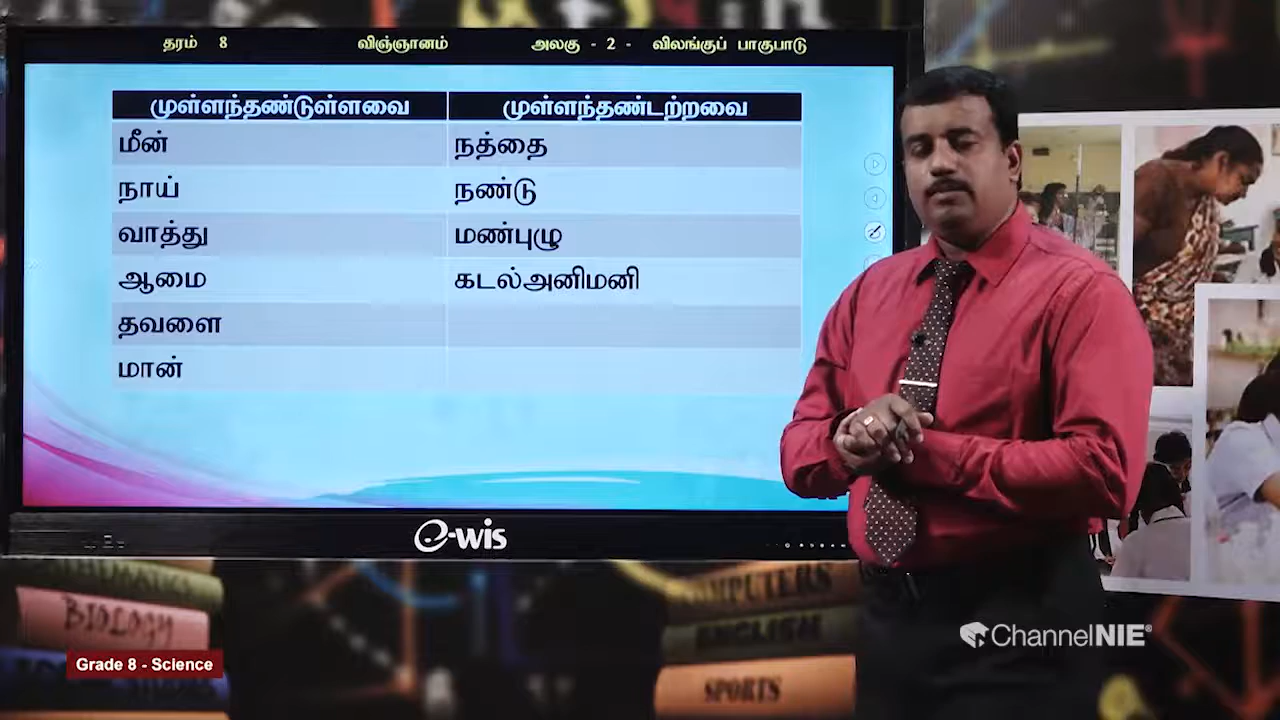 தரம் 8 விஞ்ஞானம் அலகு - 2 - விலங்குப் பாகுபாடு
முள்ளந்தண்டுள்ளவை முள்ளந்தண்டற்றவை
மீன் நத்தை
நாய் நண்டு
வாத்து மண்புழு
ஆமை கடல்அனிமனி
தவளை
மான்
e-wis
BIOLOGY
COMPUTERS
ENGLISH
SPORTS
Grade 8 - Science
ChannelNIE®